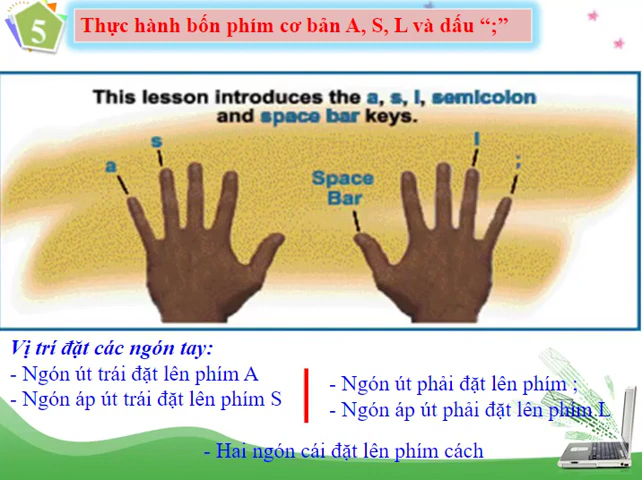 5
Thực hành bốn phím cơ bản A, S, L và dấu “;”
This lesson introduces the a, s, l, semicolon
and space bar keys.
a
s
Space
Bar
l
;
Vị trí đặt các ngón tay:
- Ngón út trái đặt lên phím A
- Ngón áp út trái đặt lên phím S
- Ngón út phải đặt lên phím ;
- Ngón áp út phải đặt lên phím L
- Hai ngón cái đặt lên phím cách